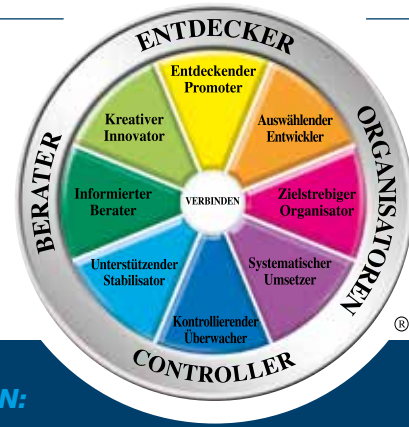 ENTDECKER
Entdeckender
Promoter
Kreativer
Innovator
Auswählender
Entwickler
BERATER
ORGANISATOREN
Informierter
Berater
VERBINDEN
Zielstrebiger
Organisator
Unterstützender
Stabilisator
Systematischer
Umsetzer
Kontrollierender
Überwacher
®
CONTROLLER
N: